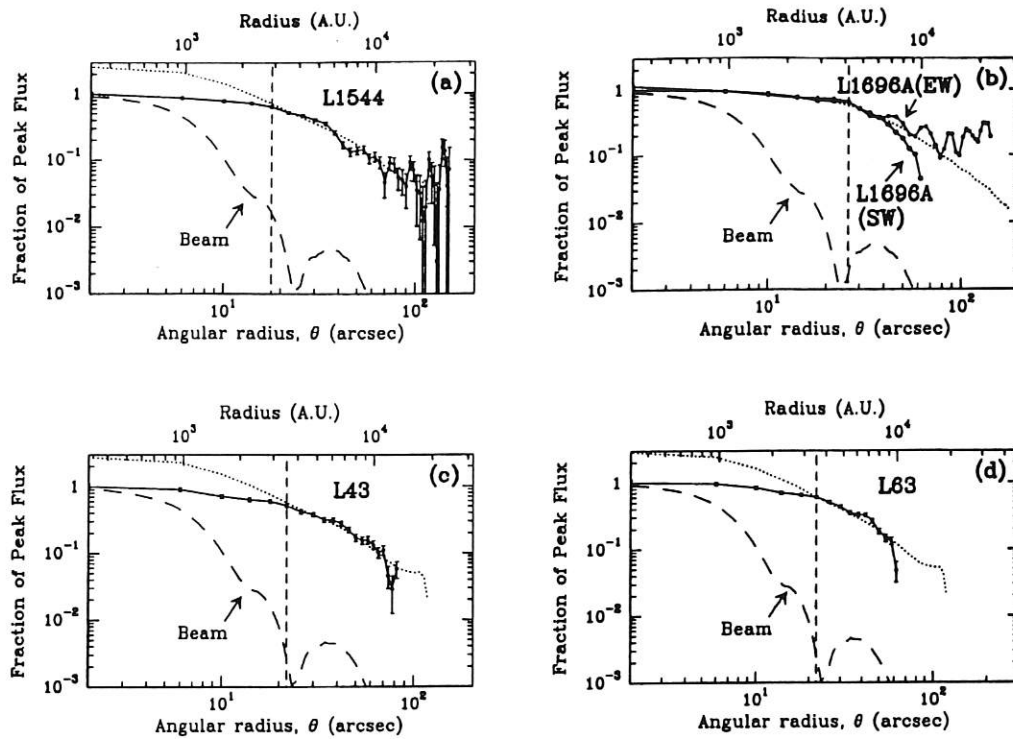 Radius (A.U.)
10³ 10⁴
Fraction of Peak Flux
1
10⁻¹
10⁻²
10⁻³
(a)
L1544
Beam
10¹ 10²
Angular radius, θ (arcsec)
Radius (A.U.)
10³ 10⁴
Fraction of Peak Flux
1
10⁻¹
10⁻²
10⁻³
(b)
L1696A(EW)
L1696A
(SW)
Beam
10¹ 10²
Angular radius, θ (arcsec)
Radius (A.U.)
10³ 10⁴
Fraction of Peak Flux
1
10⁻¹
10⁻²
10⁻³
(c)
L43
Beam
10¹ 10²
Angular radius, θ (arcsec)
Radius (A.U.)
10³ 10⁴
Fraction of Peak Flux
1
10⁻¹
10⁻²
10⁻³
(d)
L63
Beam
10¹ 10²
Angular radius, θ (arcsec)